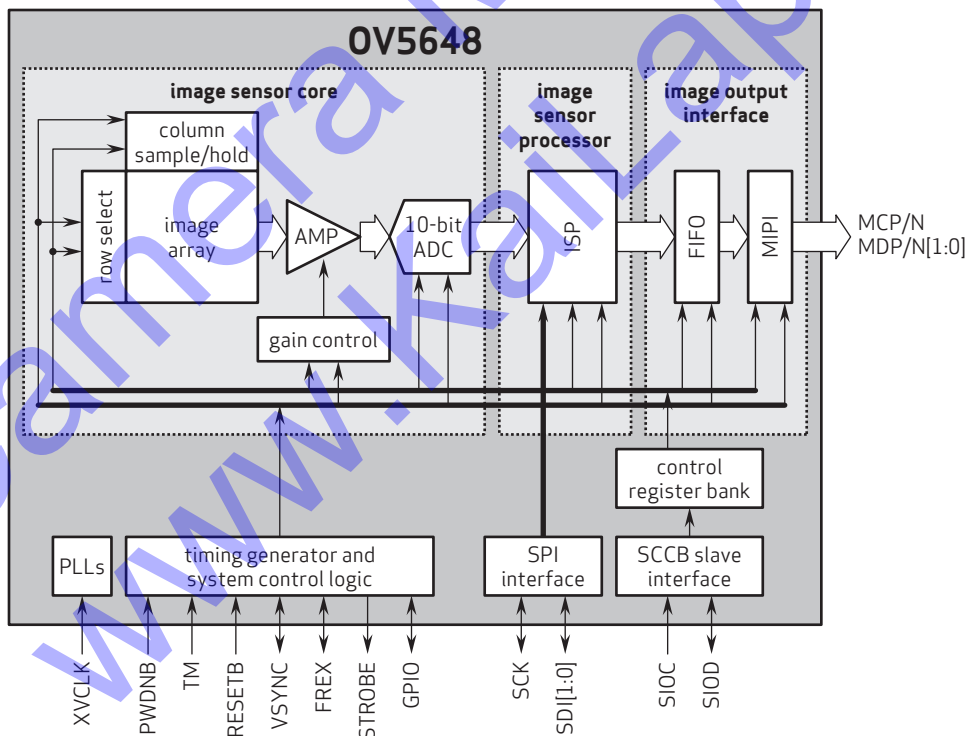 OV5648
image sensor core
image
sensor
processor
image output
interface
column
sample/hold
row select
image
array
AMP
10-bit
ADC
ISP
FIFO
MIPI
MCP/N
MDP/N[1:0]
gain control
control
register bank
PLLs
timing generator and
system control logic
SPI
interface
SCCB slave
interface
XVCLK
PWDNB
TM
RESETB
VSYNC
FREX
STROBE
GPIO
SCK
SDI[1:0]
SIOC
SIOD
Camera
www.KaiLap